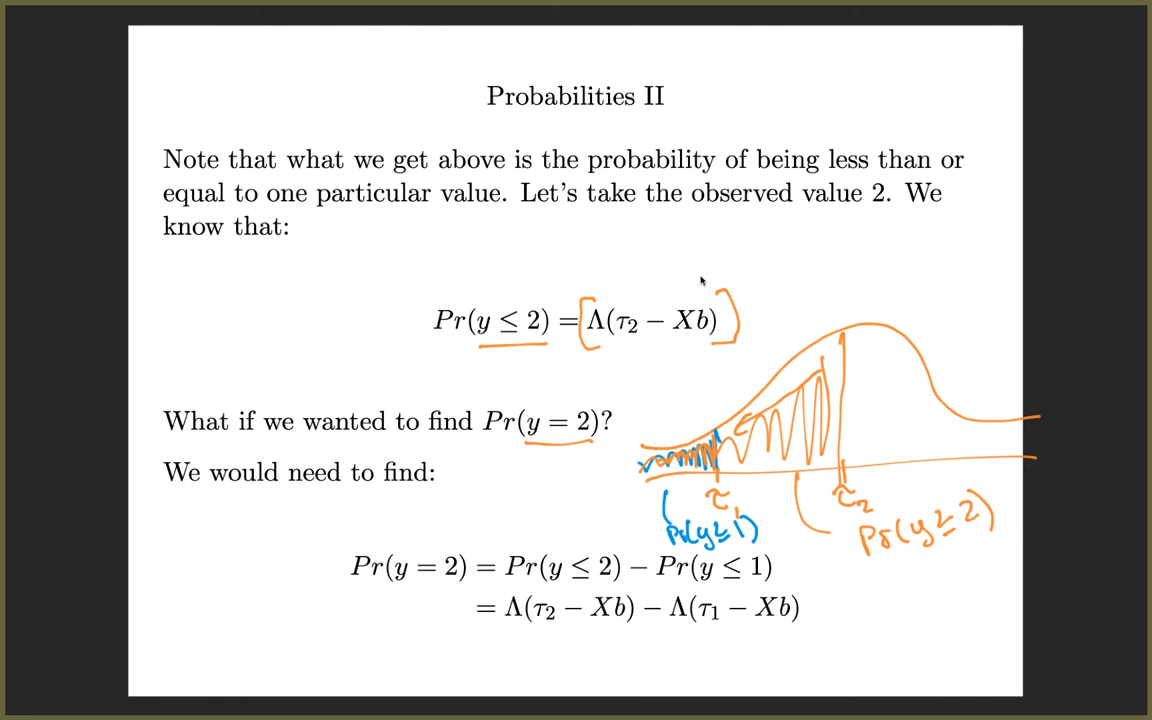 Probabilities II
Note that what we get above is the probability of being less than or
equal to one particular value. Let's take the observed value 2. We
know that:
Pr(y ≤ 2) = [Λ(τ₂ − Xb)]
What if we wanted to find Pr(y = 2)?
We would need to find:
τ₁
τ₂
Pr(y ≤ 1)
Pr(y ≤ 2)
Pr(y = 2) = Pr(y ≤ 2) − Pr(y ≤ 1)
= Λ(τ₂ − Xb) − Λ(τ₁ − Xb)